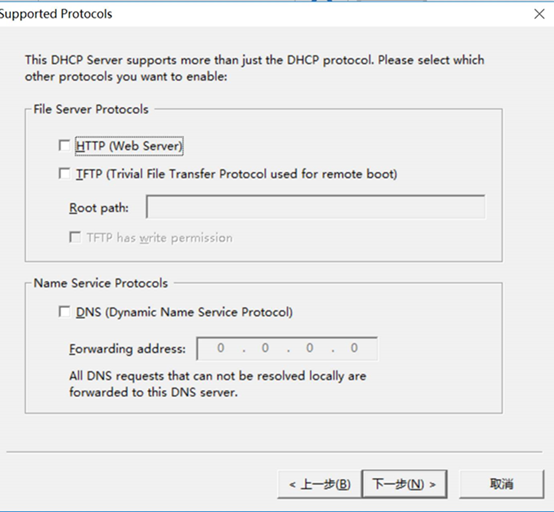 Supported Protocols
This DHCP Server supports more than just the DHCP protocol. Please select which
other protocols you want to enable:
File Server Protocols
HTTP (Web Server)
TFTP (Trivial File Transfer Protocol used for remote boot)
Root path:
TFTP has write permission
Name Service Protocols
DNS (Dynamic Name Service Protocol)
Forwarding address: 0 . 0 . 0 . 0
All DNS requests that can not be resolved locally are
forwarded to this DNS server.
< 上一步(B) 下一步(N) > 取消